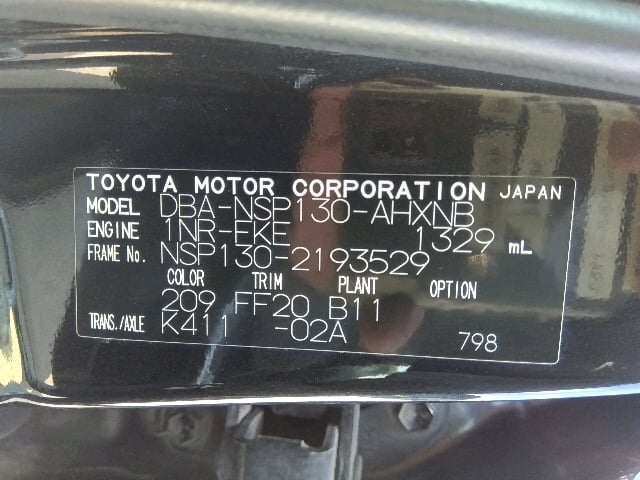 TOYOTA MOTOR CORPORATION JAPAN
MODEL DBA-NSP130-AHXNB
ENGINE 1NR-EKE 1329 mL
FRAME No. NSP130-2193529
COLOR TRIM PLANT OPTION
209 FF20 B11
TRANS./AXLE K411 -02A 798